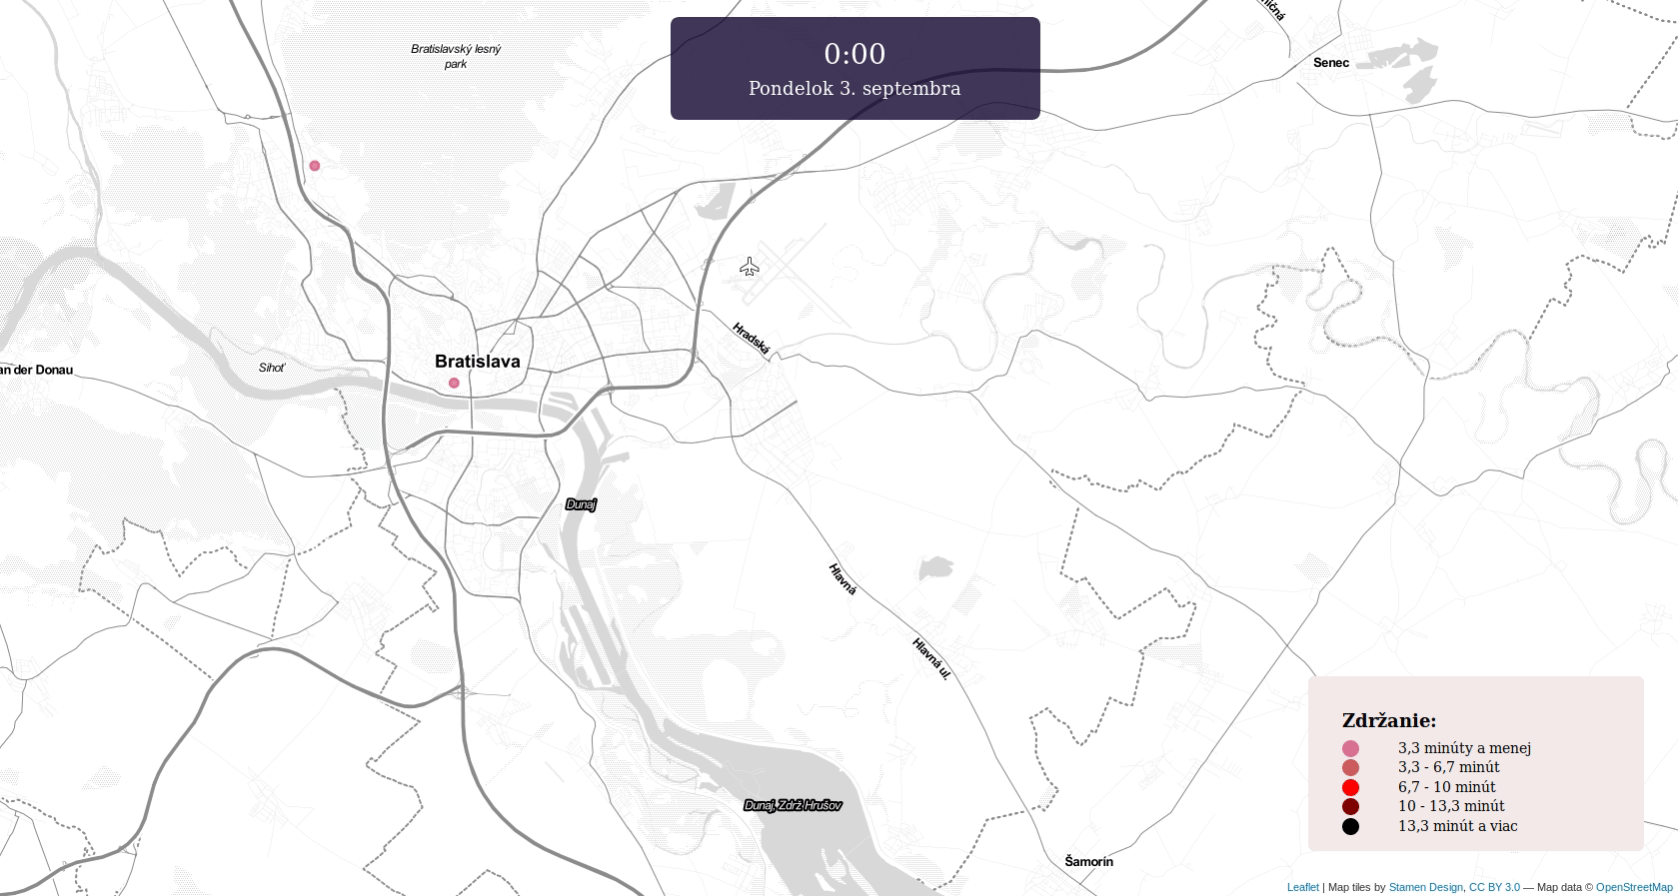 Bratislavský lesný
park
0:00
Pondelok 3. septembra
Senec
Hradská
Bratislava
Sihoť
an der Donau
Dunaj
Hlavná
Hlavná ul.
Zdržanie:
3,3 minúty a menej
3,3 - 6,7 minút
6,7 - 10 minút
10 - 13,3 minút
13,3 minút a viac
Dunaj, Zdrž Hrušov
Šamorín
Leaflet | Map tiles by Stamen Design, CC BY 3.0 — Map data © OpenStreetMap